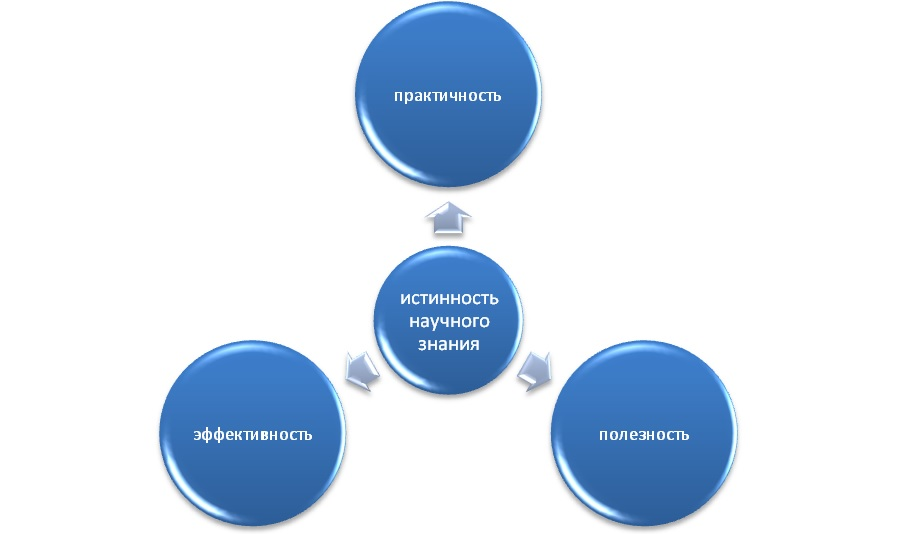 практичность
истинность
научного
знания
эффективность
полезность